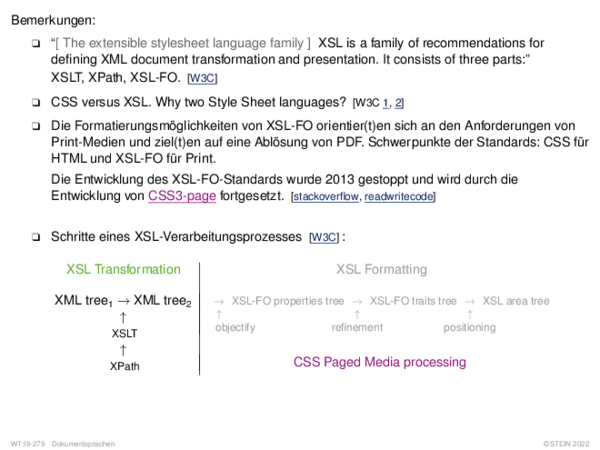 Bemerkungen:
❑ “[ The extensible stylesheet language family ] XSL is a family of recommendations for
defining XML document transformation and presentation. It consists of three parts:”
XSLT, XPath, XSL-FO. [W3C]
❑ CSS versus XSL. Why two Style Sheet languages? [W3C 1, 2]
❑ Die Formatierungsmöglichkeiten von XSL-FO orientier(t)en sich an den Anforderungen von
Print-Medien und ziel(t)en auf eine Ablösung von PDF. Schwerpunkte der Standards: CSS für
HTML und XSL-FO für Print.
Die Entwicklung des XSL-FO-Standards wurde 2013 gestoppt und wird durch die
Entwicklung von CSS3-page fortgesetzt. [stackoverflow, readwritecode]
❑ Schritte eines XSL-Verarbeitungsprozesses [W3C] :
XSL Transformation XSL Formatting
XML tree₁ → XML tree₂ → XSL-FO properties tree → XSL-FO traits tree → XSL area tree
↑ ↑ ↑ ↑
XSLT objectify refinement positioning
↑
XPath CSS Paged Media processing
WT:III-279 Dokumentsprachen ©STEIN 2022